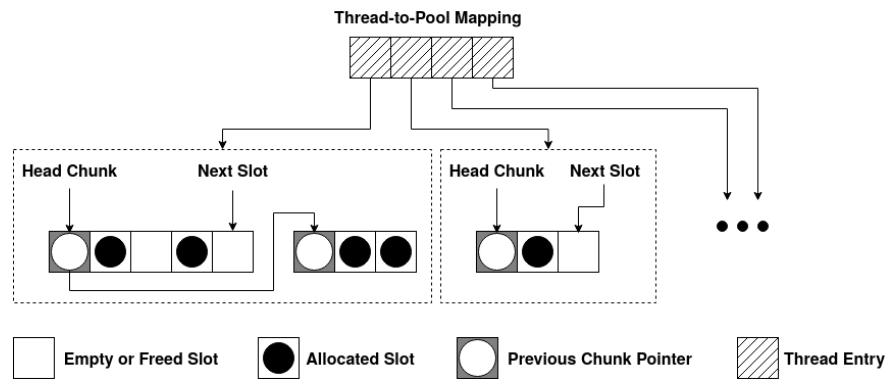 Thread-to-Pool Mapping
Head Chunk
Next Slot
Head Chunk
Next Slot
Empty or Freed Slot
Allocated Slot
Previous Chunk Pointer
Thread Entry